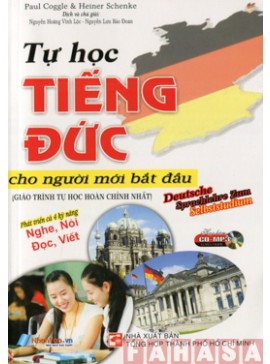 Paul Coggle & Heiner Schenke
Dịch và chú giải:
Nguyễn Hoàng Vĩnh Lộc - Nguyễn Lưu Bảo Đoan
Tự học
TIẾNG
ĐỨC
cho người mới bắt đầu
(GIÁO TRÌNH TỰ HỌC HOÀN CHỈNH NHẤT)
Deutsche
Sprachlehre Zum
Selbststudium
Phát triển cả 4 kỹ năng
Nghe, Nói
Đọc, Viết
CD-MP3
NHÀ XUẤT BẢN
TỔNG HỢP THÀNH PHỐ HỒ CHÍ MINH
FAHASA